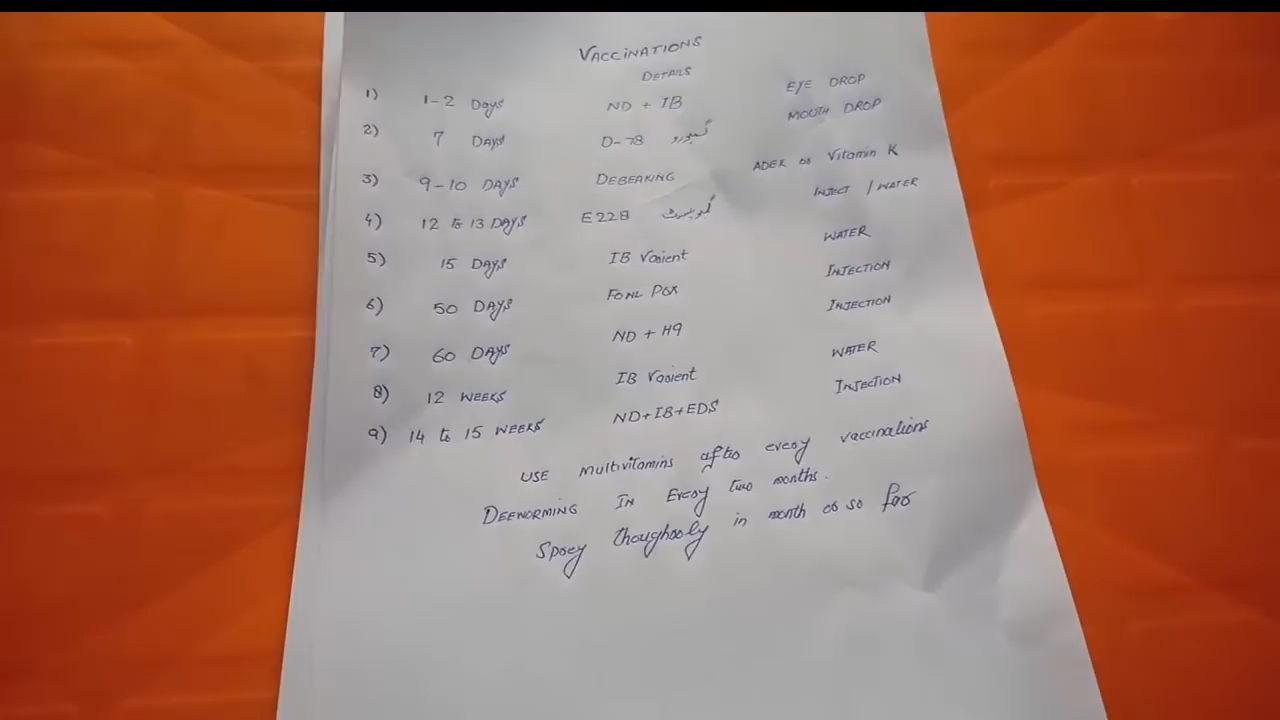 VACCINATIONS
DETAILS
1) 1-2 Days ND + IB EYE DROP
2) 7 DAYS D-78 گمبورو MOUTH DROP
3) 9-10 DAYS DEBEAKING ADEK or Vitamin K
4) 12 to 13 DAYS E228 INJECT / WATER
5) 15 DAYS IB Varient WATER
6) 50 DAYS FOWL POX INJECTION
7) 60 DAYS ND + H9 INJECTION
8) 12 WEEKS IB Varient WATER
9) 14 to 15 WEEKS ND+IB+EDS INJECTION
USE multivitamins after every vaccinations
DEEWORMING IN Every two months.
Sprey thoughroly in month or so for